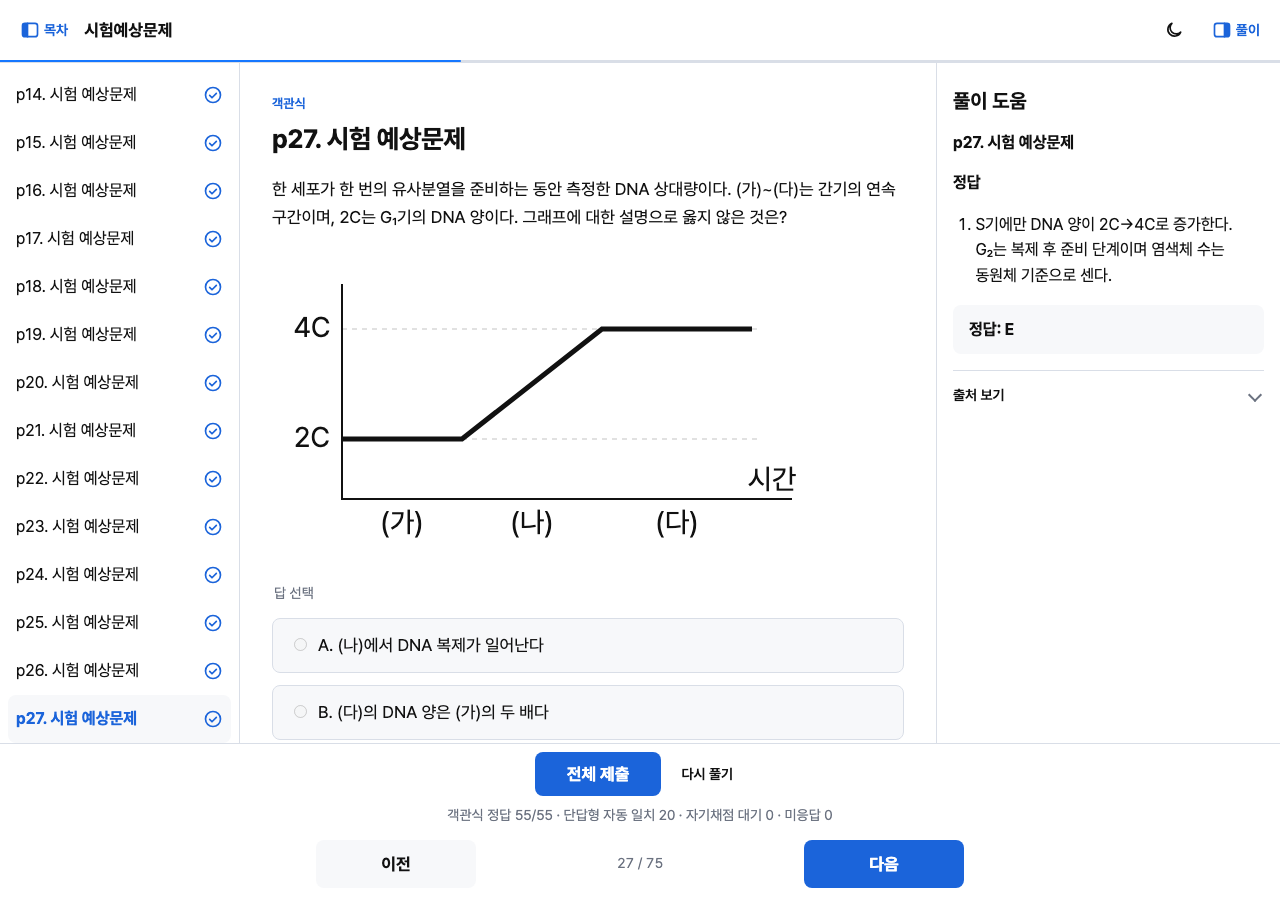 목차
시험예상문제
풀이
p14. 시험 예상문제
p15. 시험 예상문제
p16. 시험 예상문제
p17. 시험 예상문제
p18. 시험 예상문제
p19. 시험 예상문제
p20. 시험 예상문제
p21. 시험 예상문제
p22. 시험 예상문제
p23. 시험 예상문제
p24. 시험 예상문제
p25. 시험 예상문제
p26. 시험 예상문제
p27. 시험 예상문제
객관식
p27. 시험 예상문제
한 세포가 한 번의 유사분열을 준비하는 동안 측정한 DNA 상대량이다. (가)~(다)는 간기의 연속
구간이며, 2C는 G₁기의 DNA 양이다. 그래프에 대한 설명으로 옳지 않은 것은?
4C
2C
시간
(가)
(나)
(다)
답 선택
A. (나)에서 DNA 복제가 일어난다
B. (다)의 DNA 양은 (가)의 두 배다
풀이 도움
p27. 시험 예상문제
정답
1. S기에만 DNA 양이 2C→4C로 증가한다.
G₂는 복제 후 준비 단계이며 염색체 수는
동원체 기준으로 센다.
정답: E
출처 보기
전체 제출
다시 풀기
객관식 정답 55/55 · 단답형 자동 일치 20 · 자기채점 대기 0 · 미응답 0
이전
27 / 75
다음